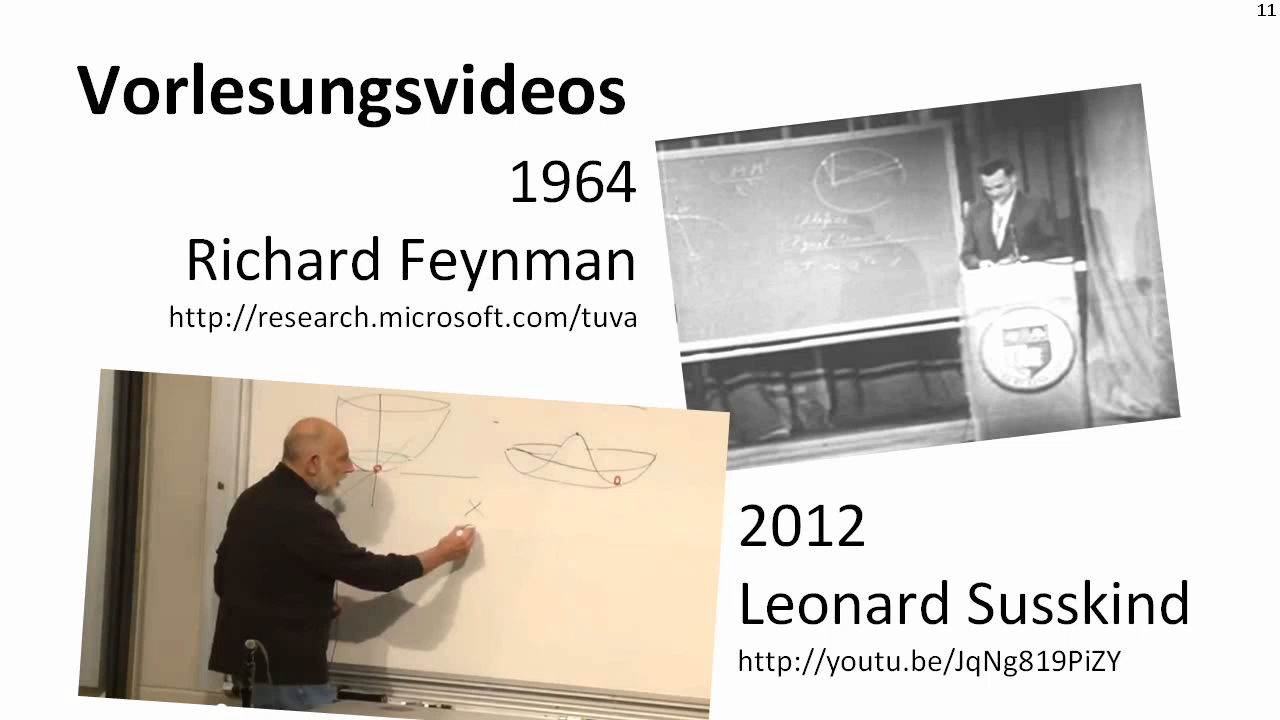 11
Vorlesungsvideos
1964
Richard Feynman
http://research.microsoft.com/tuva
X
2012
Leonard Susskind
http://youtu.be/JqNg819PiZY